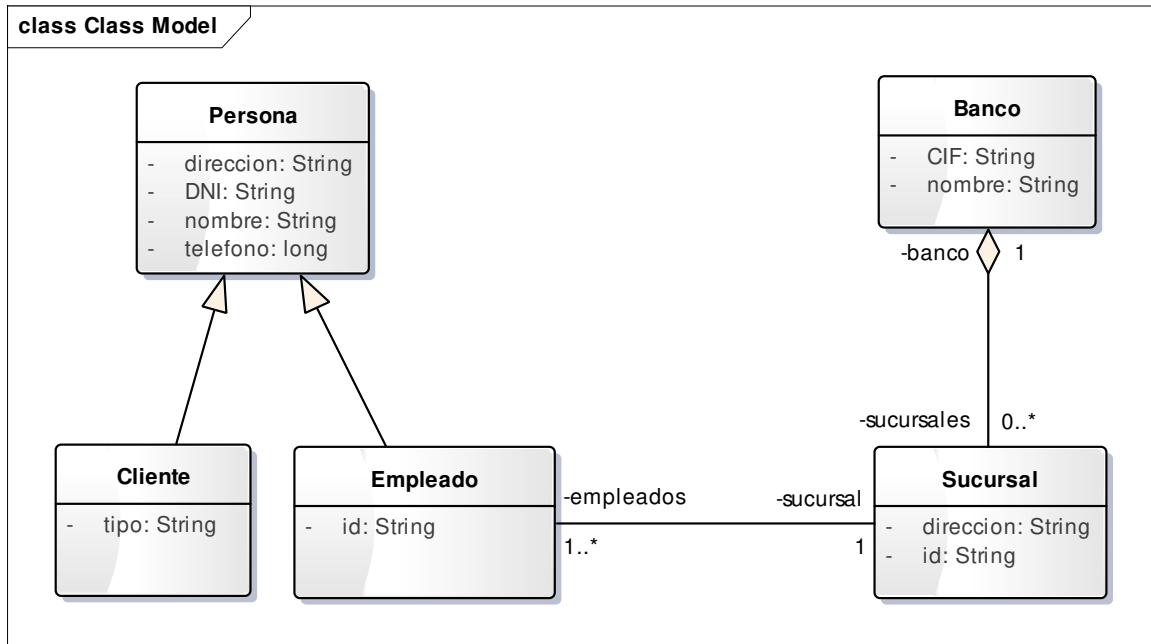 class Class Model
Persona
- direccion: String
- DNI: String
- nombre: String
- telefono: long
Banco
- CIF: String
- nombre: String
-banco 1
-sucursales 0..*
Cliente
- tipo: String
Empleado
- id: String
-empleados
1..*
-sucursal
1
Sucursal
- direccion: String
- id: String